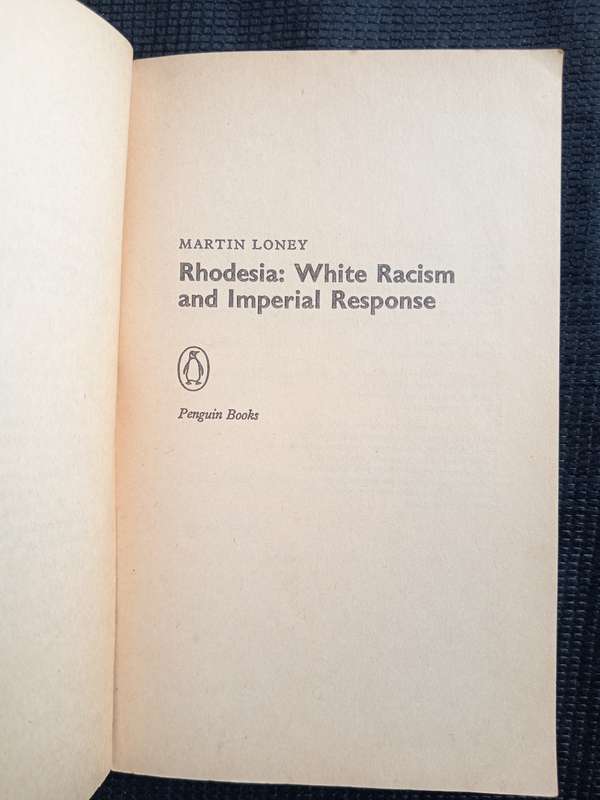 MARTIN LONEY
Rhodesia: White Racism
and Imperial Response
Penguin Books